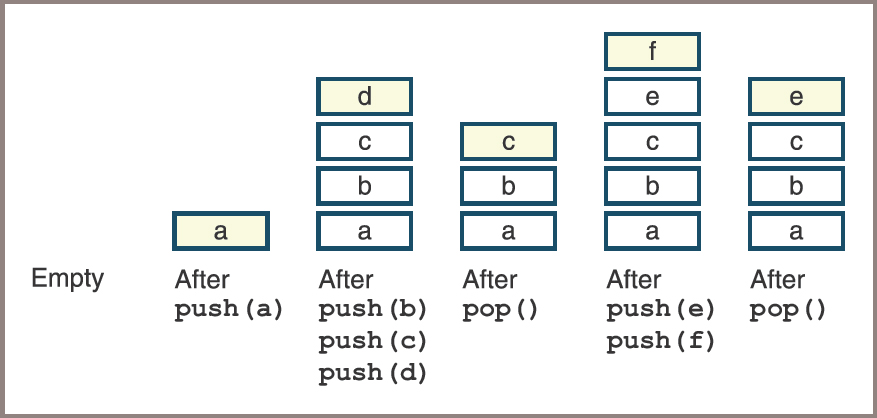 f
d
e
e
c
c
c
c
b
b
b
b
a
a
a
a
a
Empty
After
After
After
After
After
push(a)
push(b)
pop()
push(e)
pop()
push(c)
push(f)
push(d)